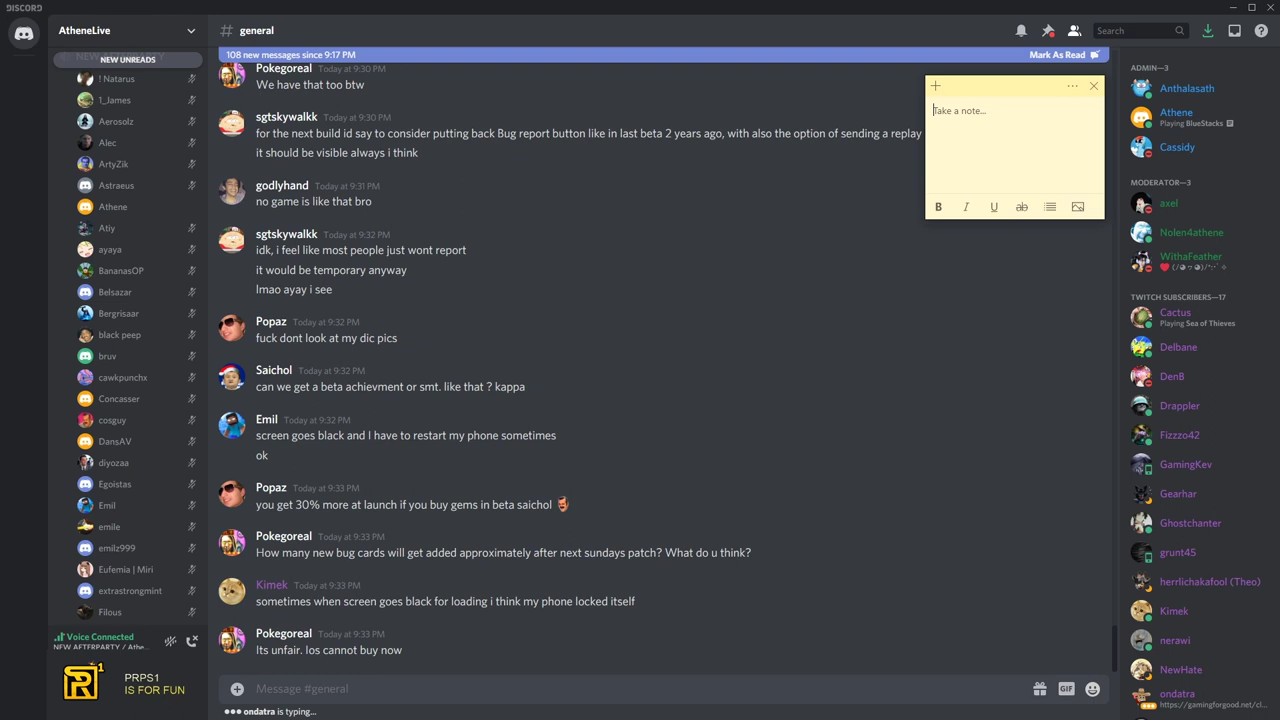 DISCORD
AtheneLive
NEW UNREADS
! Natarus
1_James
Aerosolz
Alec
ArtyZik
Astraeus
Athene
Atiy
ayaya
BananasOP
Belsazar
Bergrisaar
black peep
bruv
cawkpunchx
Concasser
cosguy
DansAV
diyozaa
Egoistas
Emil
emile
emilz999
Eufemia | Miri
extrastrongmint
Filous
Voice Connected
NEW AFTERPARTY / Athe...
PRPS1
IS FOR FUN
# general
Search
108 new messages since 9:17 PM
Mark As Read
Pokegoreal Today at 9:30 PM
We have that too btw
sgtskywalkk Today at 9:30 PM
for the next build id say to consider putting back Bug report button like in last beta 2 years ago, with also the option of sending a replay
it should be visible always i think
godlyhand Today at 9:31 PM
no game is like that bro
sgtskywalkk Today at 9:32 PM
idk, i feel like most people just wont report
it would be temporary anyway
lmao ayay i see
Popaz Today at 9:32 PM
fuck dont look at my dic pics
Saichol Today at 9:32 PM
can we get a beta achievment or smt. like that ? kappa
Emil Today at 9:32 PM
screen goes black and I have to restart my phone sometimes
ok
Popaz Today at 9:33 PM
you get 30% more at launch if you buy gems in beta saichol
Pokegoreal Today at 9:33 PM
How many new bug cards will get added approximately after next sundays patch? What do u think?
Kimek Today at 9:33 PM
sometimes when screen goes black for loading i think my phone locked itself
Pokegoreal Today at 9:33 PM
Its unfair. Ios cannot buy now
Message #general
GIF
ondatra is typing...
Take a note...
B I U ab
ADMIN—3
Anthalasath
Athene
Playing BlueStacks
Cassidy
MODERATOR—3
axel
Nolen4athene
WithaFeather
TWITCH SUBSCRIBERS—17
Cactus
Playing Sea of Thieves
Delbane
DenB
Drappler
Fizzzo42
GamingKev
Gearhar
Ghostchanter
grunt45
herrlichakafool (Theo)
Kimek
nerawi
NewHate
ondatra
https://gamingforgood.net/cl...